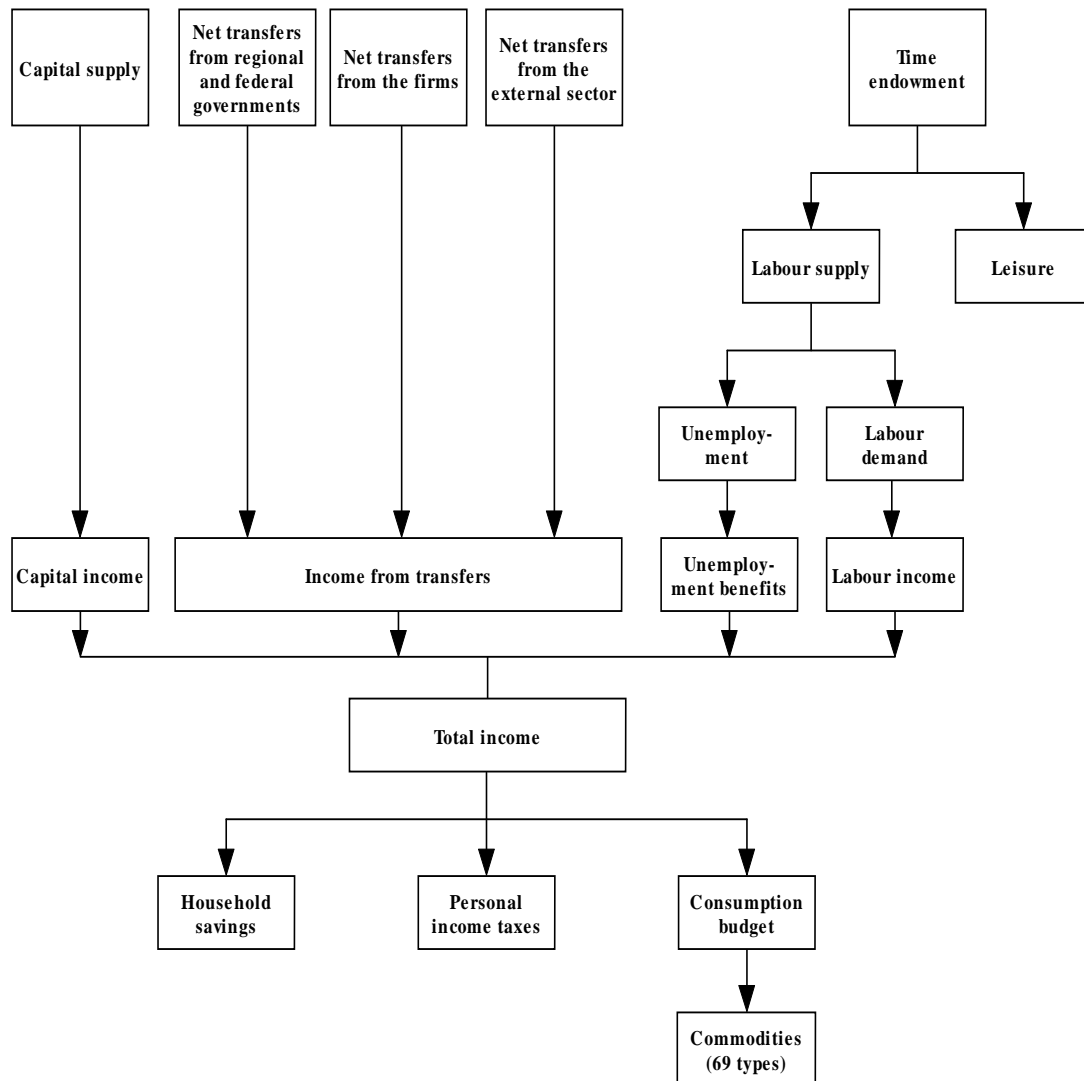 Capital supply
Net transfers
from regional
and federal
governments
Net transfers
from the firms
Net transfers
from the
external sector
Time
endowment
Labour supply
Leisure
Unemploy-
ment
Labour
demand
Capital income
Income from transfers
Unemploy-
ment benefits
Labour income
Total income
Household
savings
Personal
income taxes
Consumption
budget
Commodities
(69 types)